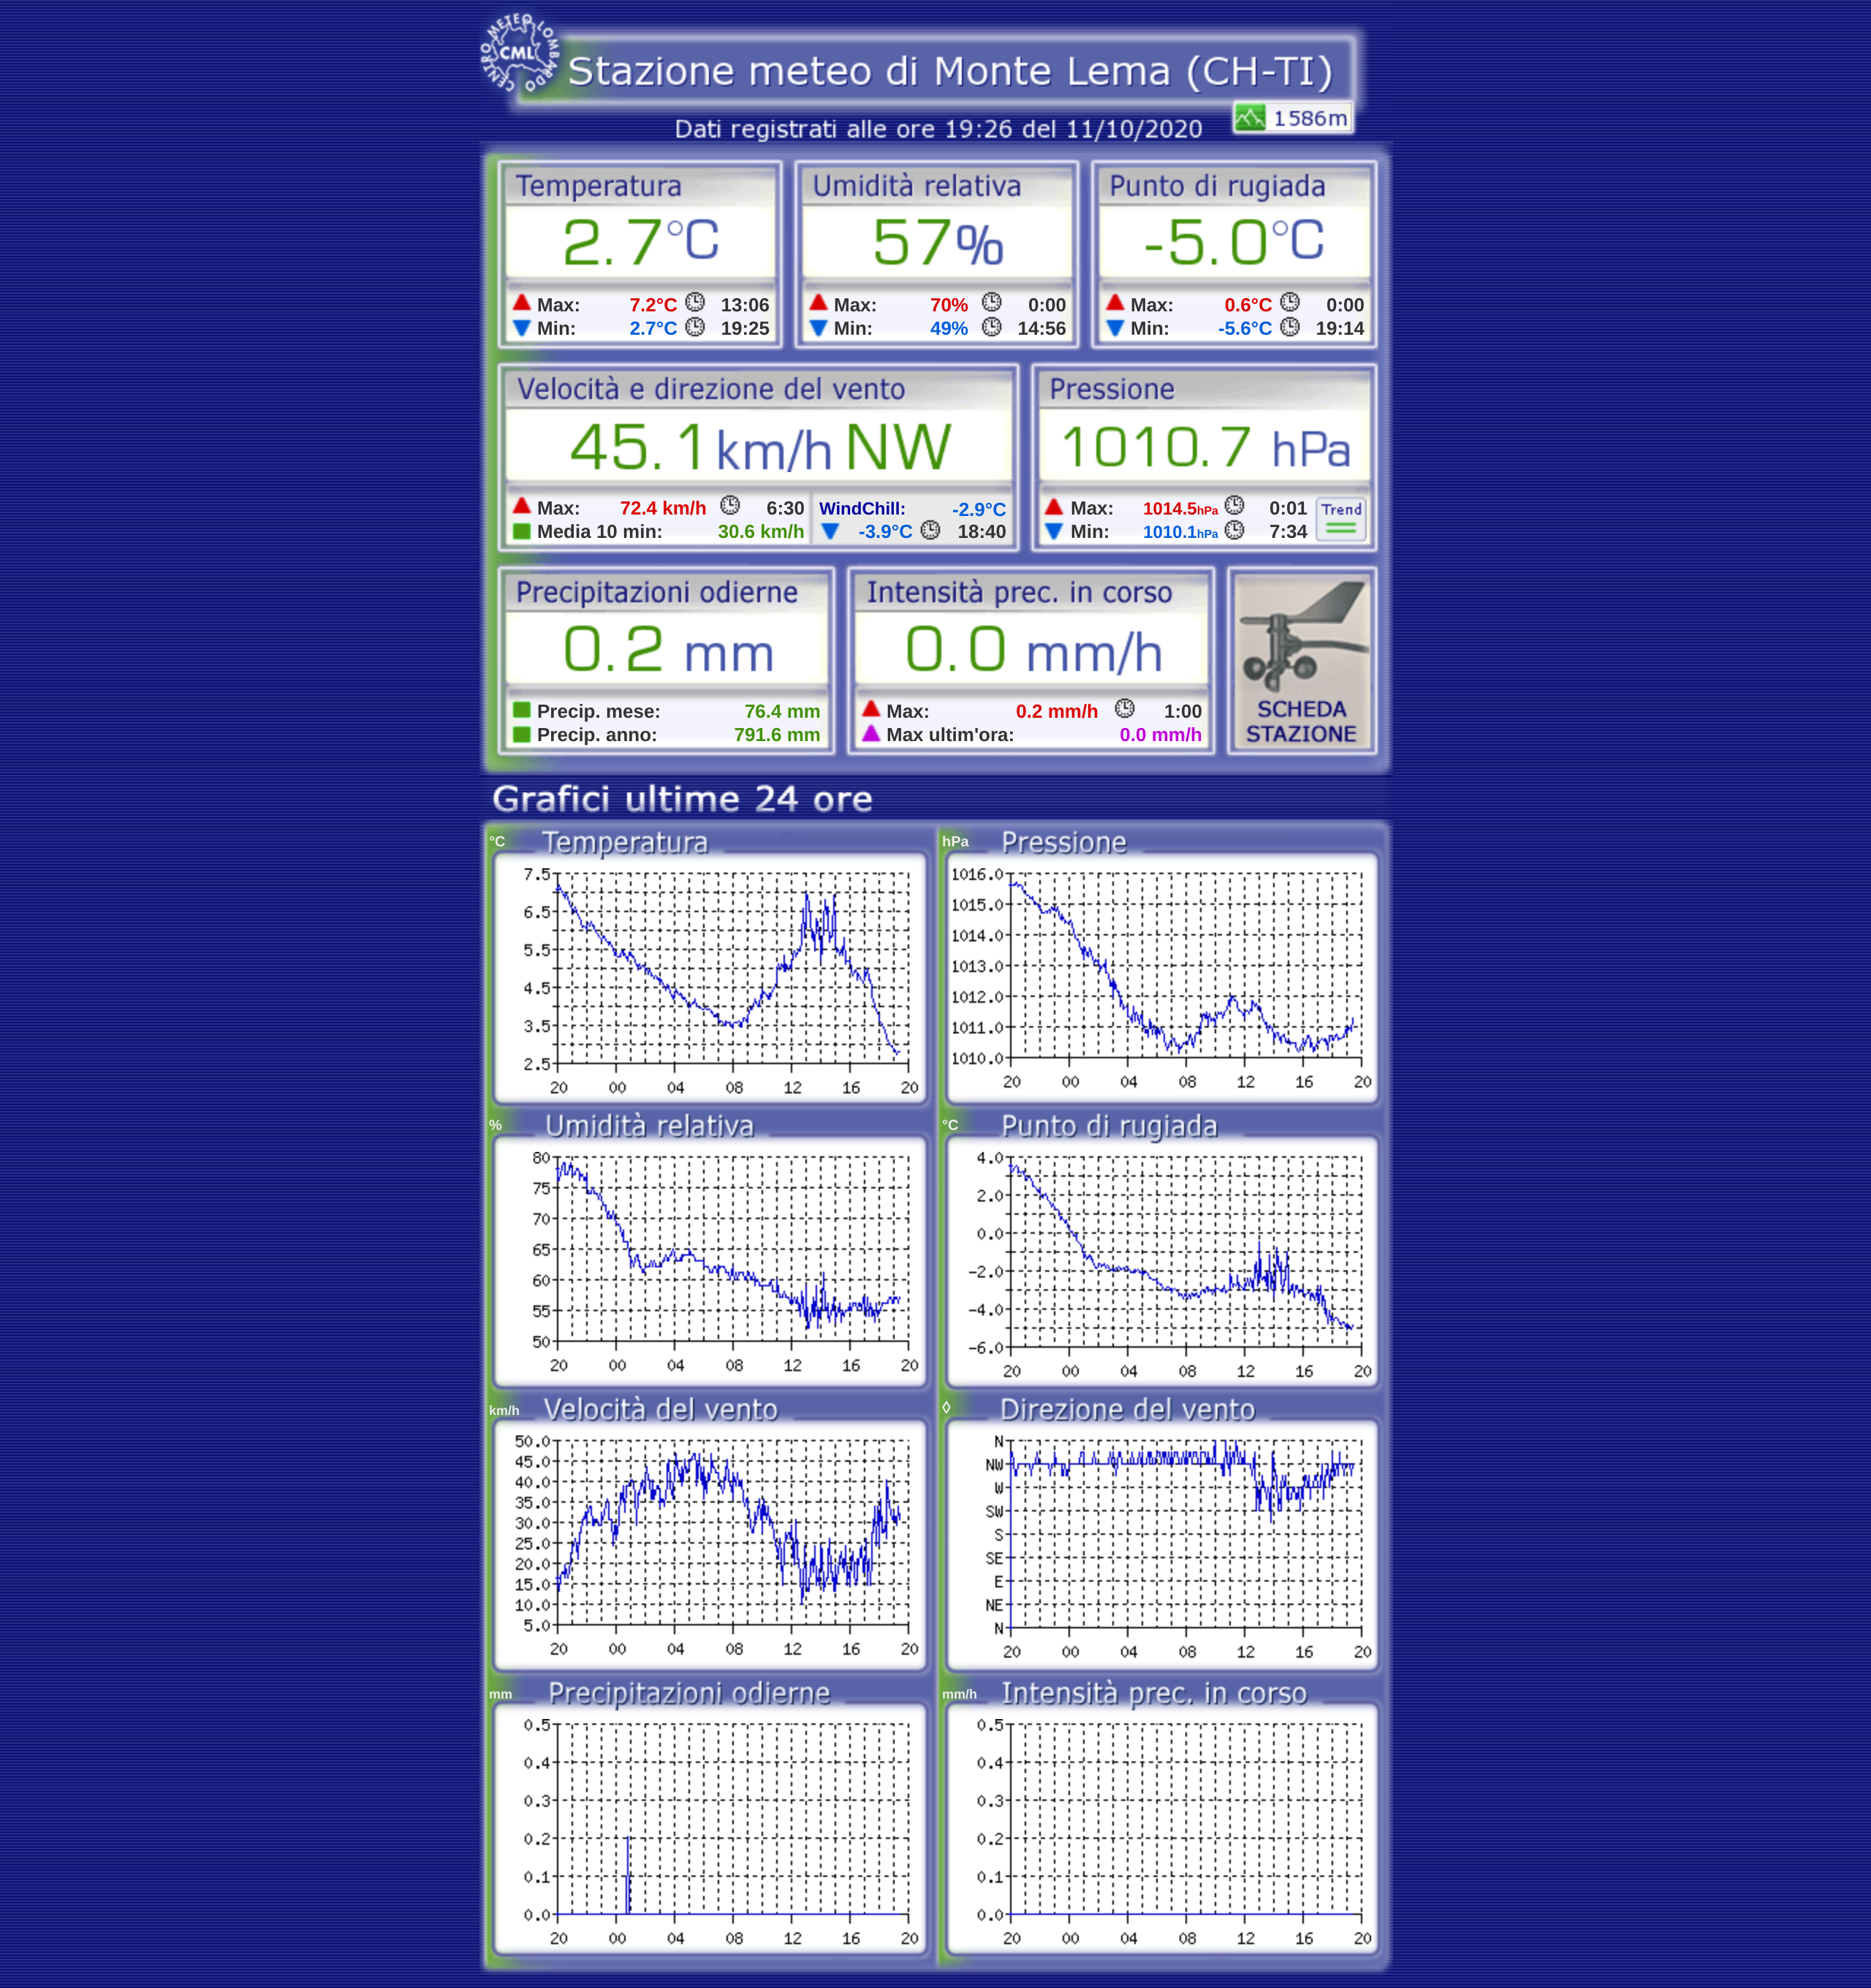 CENTRO METEO LOMBARDO
CML
Stazione meteo di Monte Lema (CH-TI)
1586m
Dati registrati alle ore 19:26 del 11/10/2020
Temperatura
2.7°C
Max: 7.2°C 13:06
Min: 2.7°C 19:25
Umidità relativa
57%
Max: 70% 0:00
Min: 49% 14:56
Punto di rugiada
-5.0°C
Max: 0.6°C 0:00
Min: -5.6°C 19:14
Velocità e direzione del vento
45.1 km/h NW
Max: 72.4 km/h 6:30
Media 10 min: 30.6 km/h
WindChill: -2.9°C
-3.9°C 18:40
Pressione
1010.7 hPa
Max: 1014.5hPa 0:01
Min: 1010.1hPa 7:34
Trend
Precipitazioni odierne
0.2 mm
Precip. mese: 76.4 mm
Precip. anno: 791.6 mm
Intensità prec. in corso
0.0 mm/h
Max: 0.2 mm/h 1:00
Max ultim'ora: 0.0 mm/h
SCHEDA
STAZIONE
Grafici ultime 24 ore
°C Temperatura
7.5
6.5
5.5
4.5
3.5
2.5
20 00 04 08 12 16 20
hPa Pressione
1016.0
1015.0
1014.0
1013.0
1012.0
1011.0
1010.0
20 00 04 08 12 16 20
% Umidità relativa
80
75
70
65
60
55
50
20 00 04 08 12 16 20
°C Punto di rugiada
4.0
2.0
0.0
-2.0
-4.0
-6.0
20 00 04 08 12 16 20
km/h Velocità del vento
50.0
45.0
40.0
35.0
30.0
25.0
20.0
15.0
10.0
5.0
20 00 04 08 12 16 20
◊ Direzione del vento
N
NW
W
SW
S
SE
E
NE
N
20 00 04 08 12 16 20
mm Precipitazioni odierne
0.5
0.4
0.3
0.2
0.1
0.0
20 00 04 08 12 16 20
mm/h Intensità prec. in corso
0.5
0.4
0.3
0.2
0.1
0.0
20 00 04 08 12 16 20